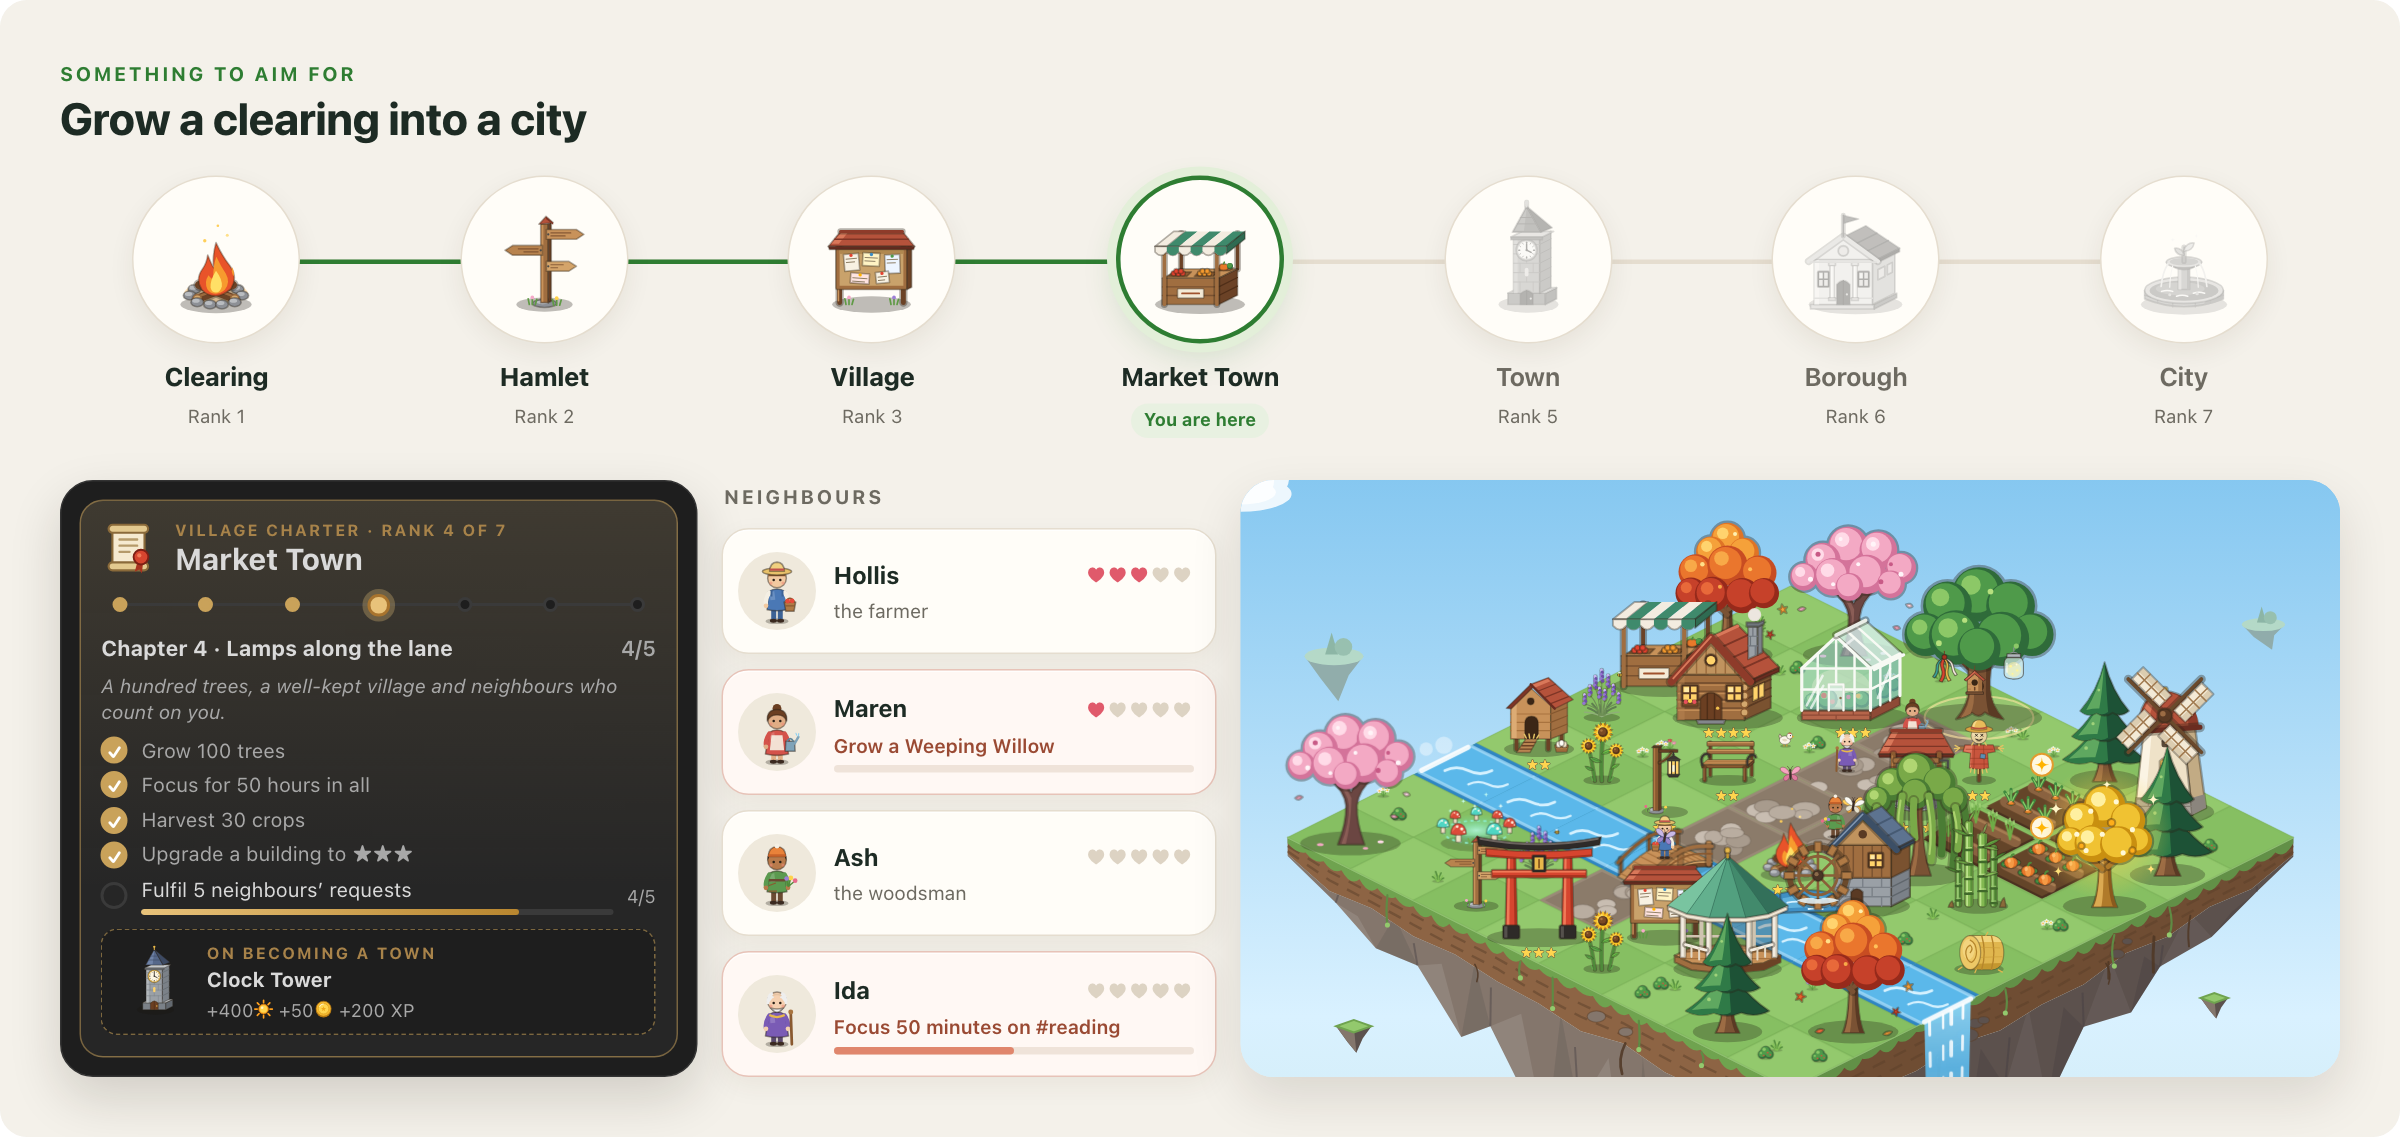 SOMETHING TO AIM FOR
Grow a clearing into a city
Clearing
Rank 1
Hamlet
Rank 2
Village
Rank 3
Market Town
You are here
Town
Rank 5
Borough
Rank 6
City
Rank 7
VILLAGE CHARTER · RANK 4 OF 7
Market Town
Chapter 4 · Lamps along the lane 4/5
A hundred trees, a well-kept village and neighbours who
count on you.
Grow 100 trees
Focus for 50 hours in all
Harvest 30 crops
Upgrade a building to ★★★
Fulfil 5 neighbours’ requests 4/5
ON BECOMING A TOWN
Clock Tower
+400 +50 +200 XP
NEIGHBOURS
Hollis
the farmer
Maren
Grow a Weeping Willow
Ash
the woodsman
Ida
Focus 50 minutes on #reading